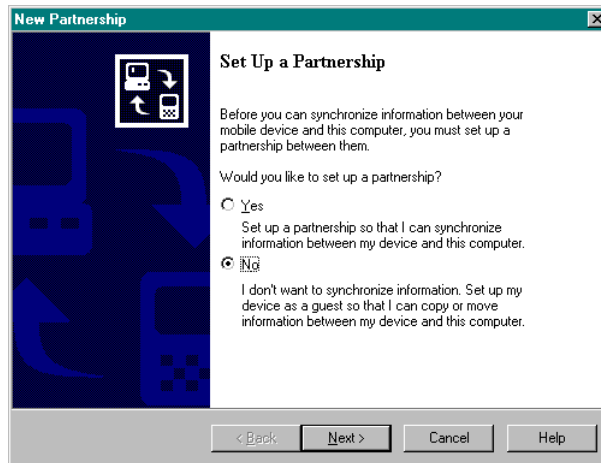 New Partnership
Set Up a Partnership
Before you can synchronize information between your
mobile device and this computer, you must set up a
partnership between them.
Would you like to set up a partnership?
Yes
Set up a partnership so that I can synchronize
information between my device and this computer.
No
I don't want to synchronize information. Set up my
device as a guest so that I can copy or move
information between my device and this computer.
< Back Next > Cancel Help